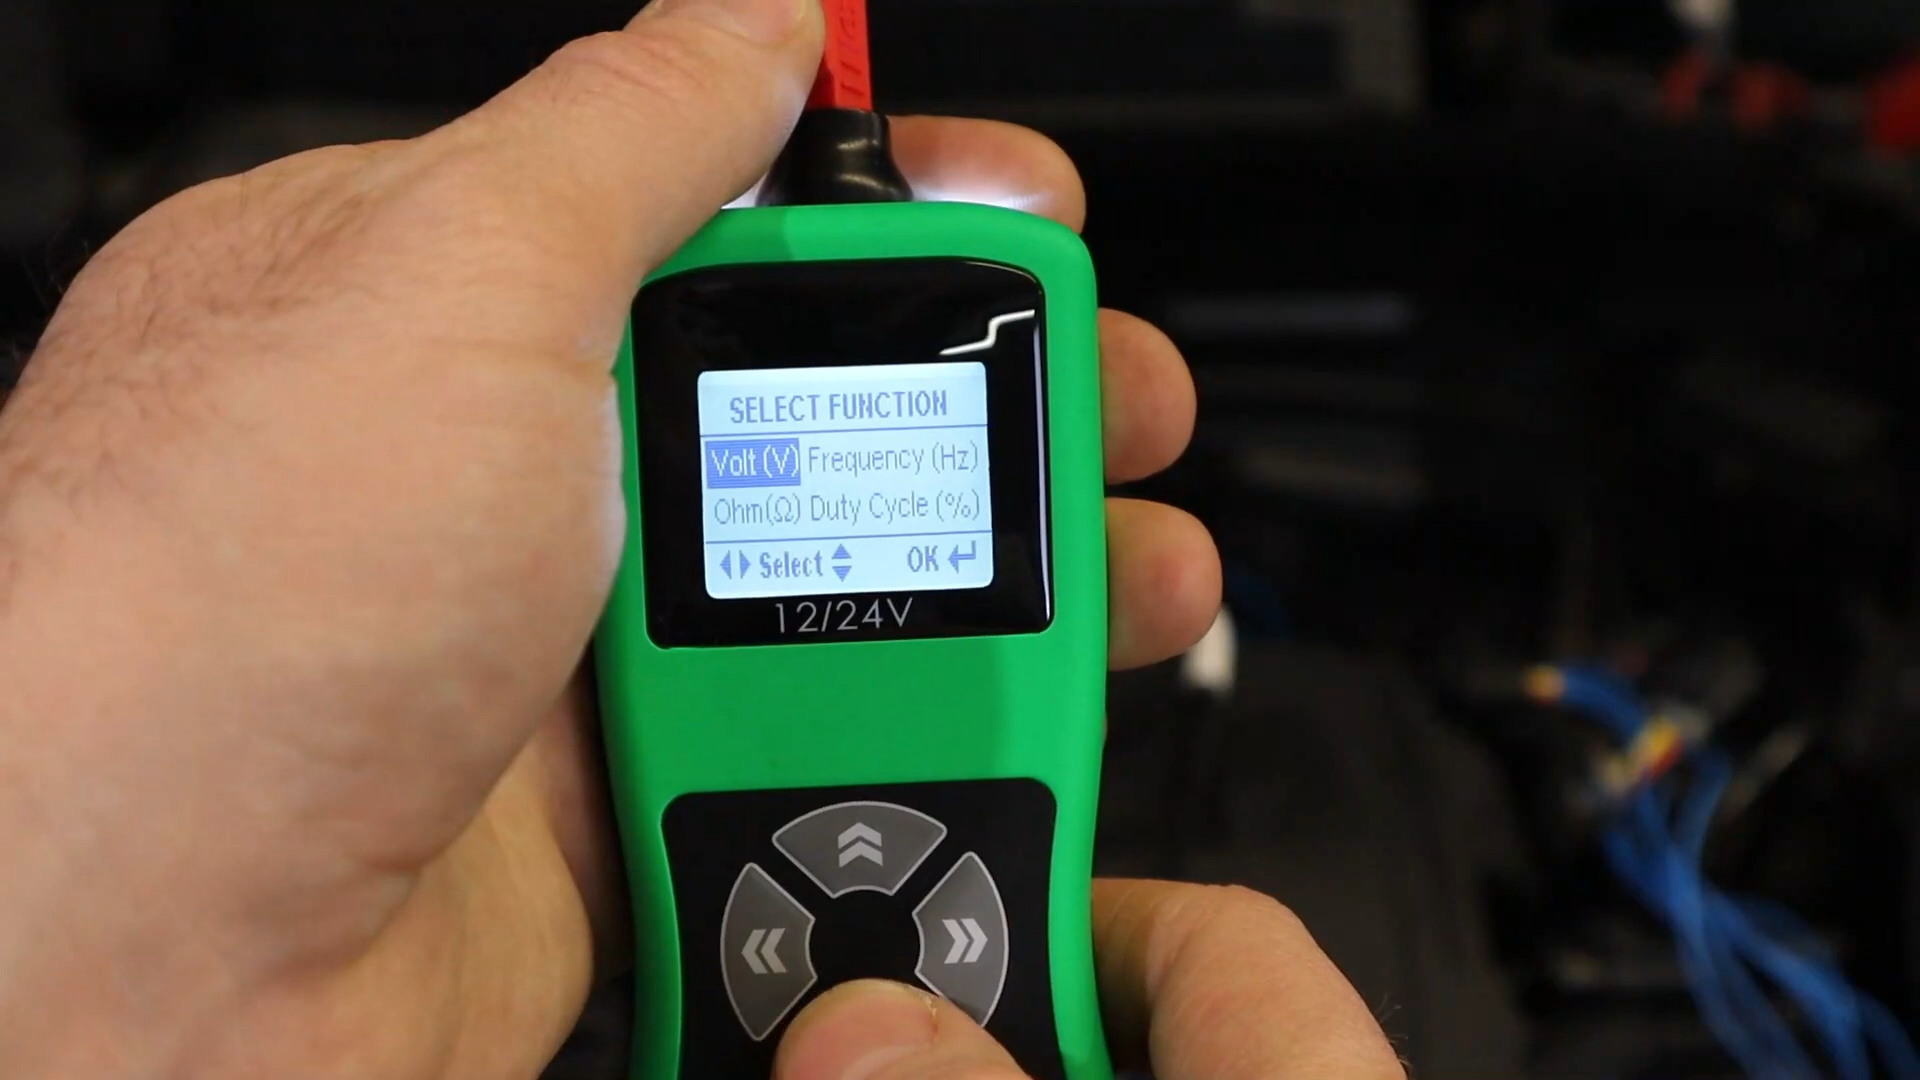 SELECT FUNCTION
Volt (V) Frequency (Hz)
Ohm(Ω) Duty Cycle (%)
Select OK
12/24V